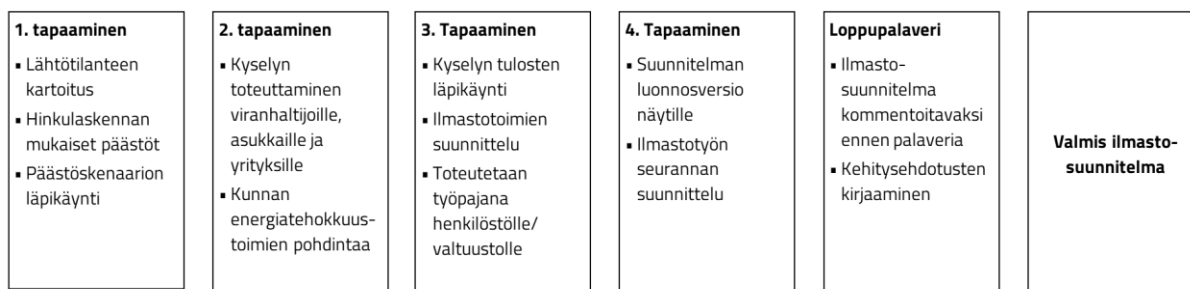 1. tapaaminen
▪ Lähtötilanteen
kartoitus
▪ Hinkulaskennan
mukaiset päästöt
▪ Päästöskenaarion
läpikäynti
2. tapaaminen
▪ Kyselyn
toteuttaminen
viranhaltijoille,
asukkaille ja
yrityksille
▪ Kunnan
energiatehokkuus-
toimien pohdintaa
3. Tapaaminen
▪ Kyselyn tulosten
läpikäynti
▪ Ilmastotoimien
suunnittelu
▪ Toteutetaan
työpajana
henkilöstölle/
valtuustolle
4. Tapaaminen
▪ Suunnitelman
luonnosversio
näytille
▪ Ilmastotyön
seurannan
suunnittelu
Loppupalaveri
▪ Ilmasto-
suunnitelma
kommentoitavaksi
ennen palaveria
▪ Kehitysehdotusten
kirjaaminen
Valmis ilmasto-
suunnitelma